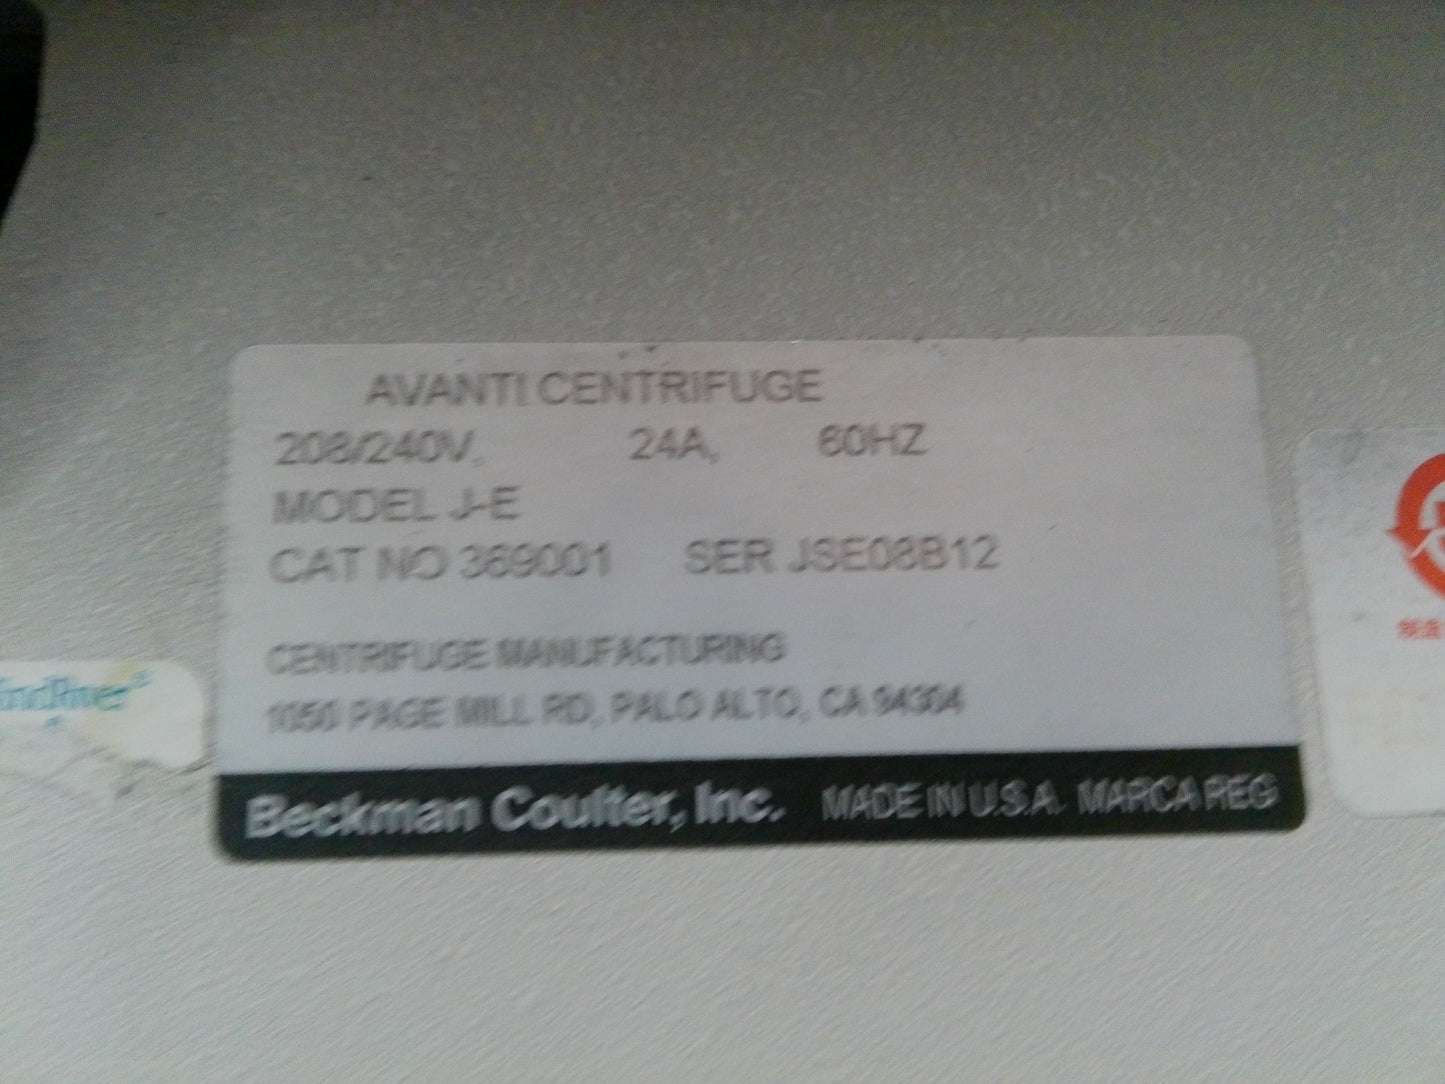 AVANTI CENTRIFUGE
208/240V, 24A, 60HZ
MODEL J-E
CAT NO 369001 SER JSE08B12
CENTRIFUGE MANUFACTURING
1050 PAGE MILL RD, PALO ALTO, CA 94304
Beckman Coulter, Inc. MADE IN U.S.A. MARCA REG